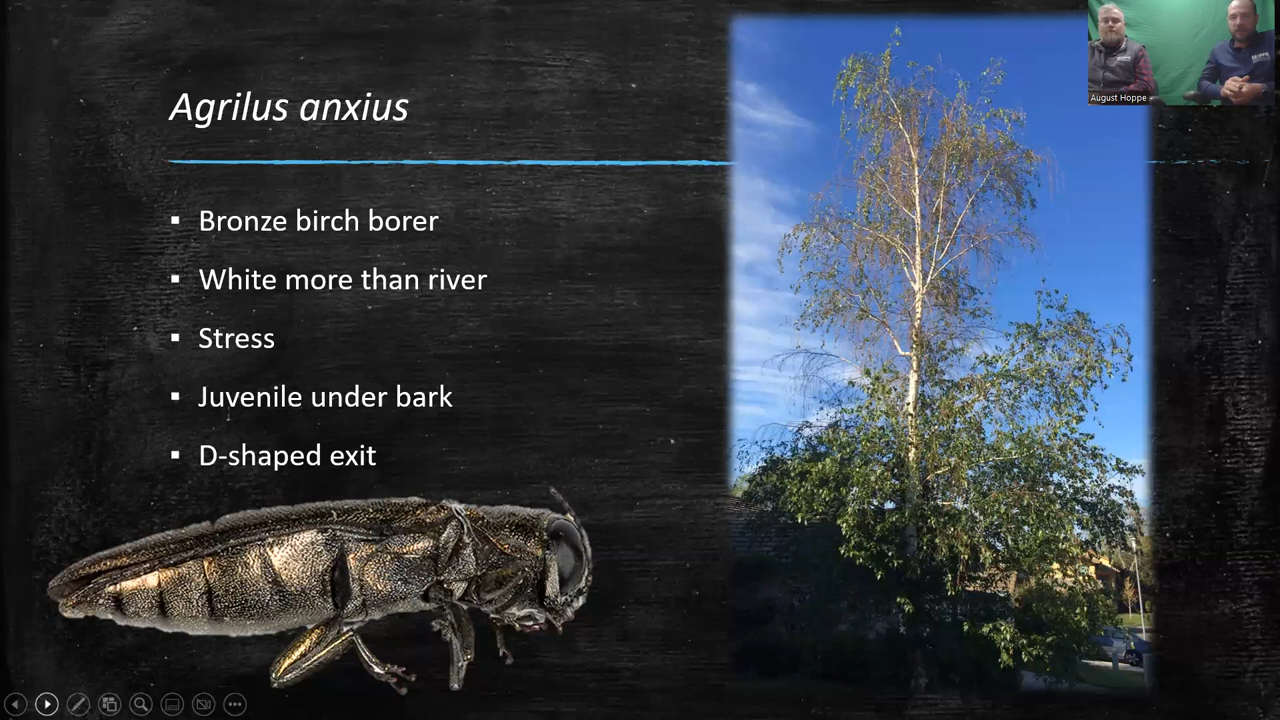 Agrilus anxius
Bronze birch borer
White more than river
Stress
Juvenile under bark
D-shaped exit
August Hoppe